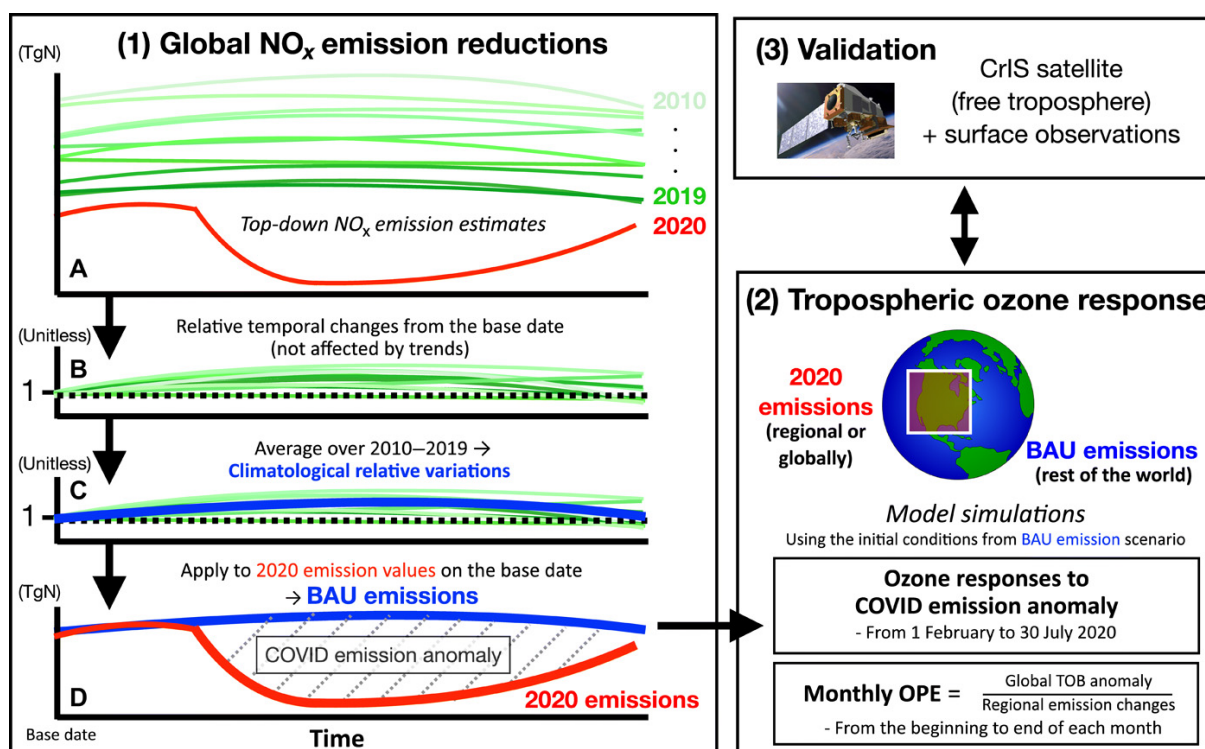 (1) Global NOx emission reductions
(TgN)
2010
.
.
.
.
2019
2020
Top-down NOx emission estimates
A
(Unitless)
Relative temporal changes from the base date
(not affected by trends)
B
1
(Unitless)
Average over 2010–2019 →
Climatological relative variations
C
1
(TgN)
Apply to 2020 emission values on the base date
→ BAU emissions
COVID emission anomaly
D
2020 emissions
Base date
Time
(3) Validation
CrIS satellite
(free troposphere)
+ surface observations
(2) Tropospheric ozone response
2020
emissions
(regional or
globally)
BAU emissions
(rest of the world)
Model simulations
Using the initial conditions from BAU emission scenario
Ozone responses to
COVID emission anomaly
- From 1 February to 30 July 2020
Monthly OPE = Global TOB anomaly
Regional emission changes
- From the beginning to end of each month